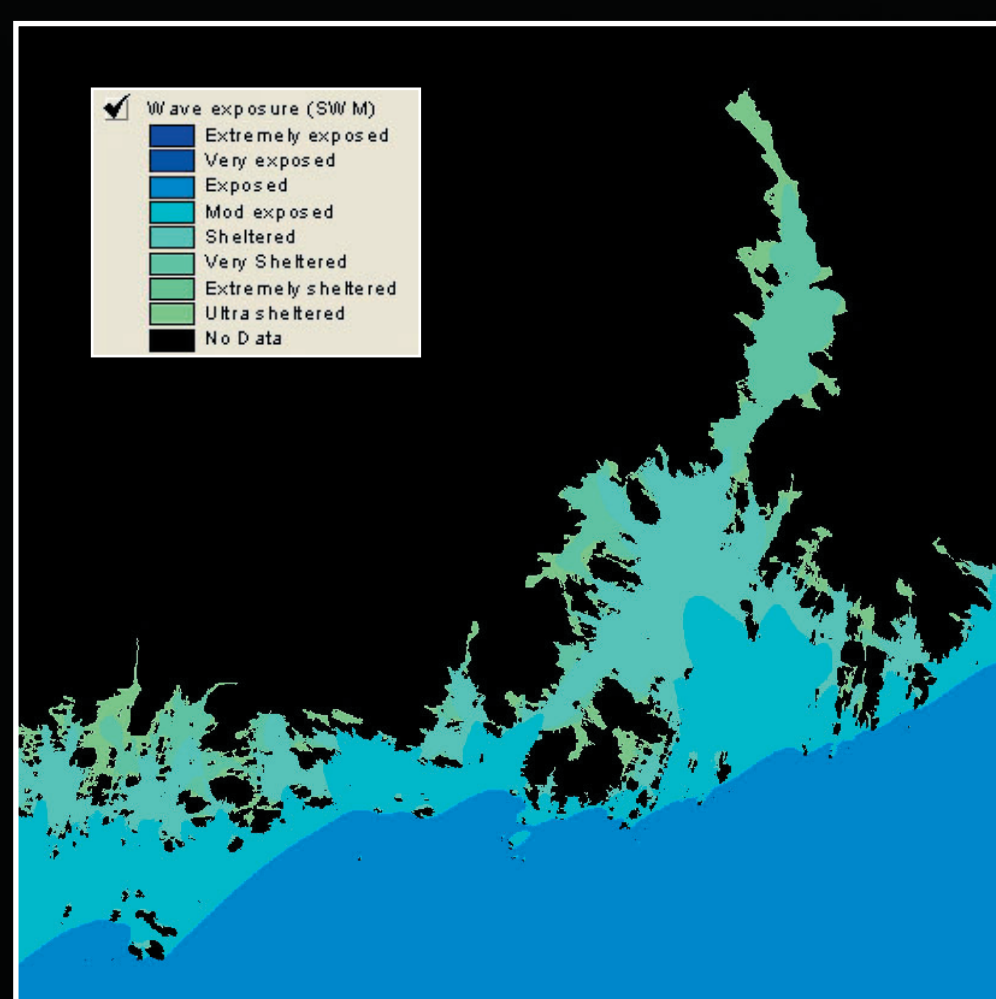 Wave exposure (SWM)
Extremely exposed
Very exposed
Exposed
Mod exposed
Sheltered
Very Sheltered
Extremely sheltered
Ultra sheltered
No Data